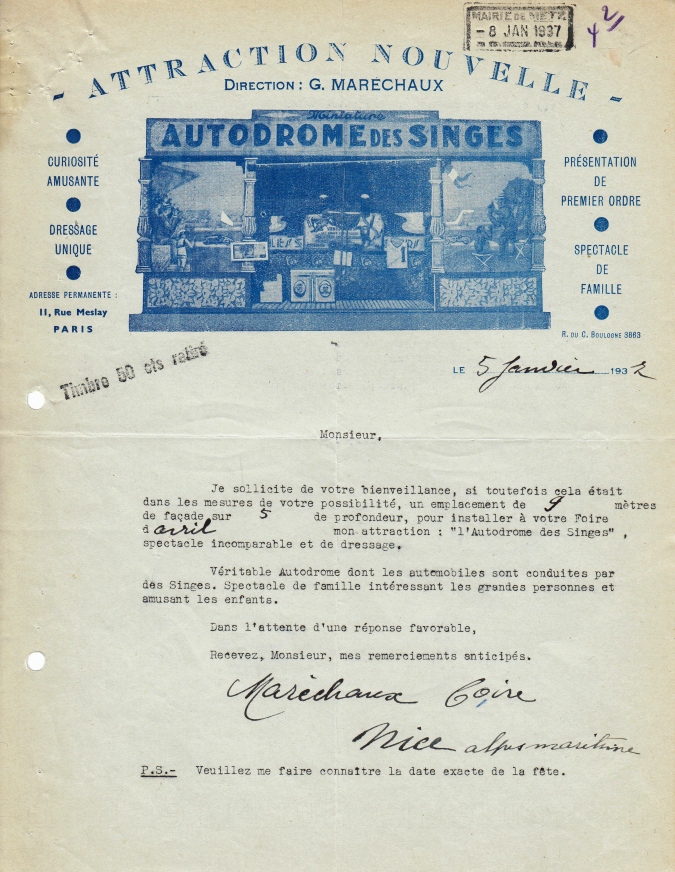 MAIRIE DE METZ
- 8 JAN 1937
- ATTRACTION NOUVELLE -
DIRECTION : G. MARÉCHAUX
Miniature
AUTODROME DES SINGES
CURIOSITÉ
AMUSANTE
DRESSAGE
UNIQUE
ADRESSE PERMANENTE :
11, Rue Meslay
PARIS
PRÉSENTATION
DE
PREMIER ORDRE
SPECTACLE
DE
FAMILLE
R. DU C. BOULOGNE 3863
Timbre 50 cts retiré
LE 5 Janvier 1937
Monsieur,
Je sollicite de votre bienveillance, si toutefois cela était
dans les mesures de votre possibilité, un emplacement de 9 mètres
de façade sur 5 de profondeur, pour installer à votre Foire
d avril mon attraction : "l'Autodrome des Singes",
spectacle incomparable et de dressage.
Véritable Autodrome dont les automobiles sont conduites par
des Singes. Spectacle de famille intéressant les grandes personnes et
amusant les enfants.
Dans l'attente d'une réponse favorable,
Recevez, Monsieur, mes remerciements anticipés.
Maréchaux Foire
Nice alpes maritime
P.S.- Veuillez me faire connaître la date exacte de la fête.